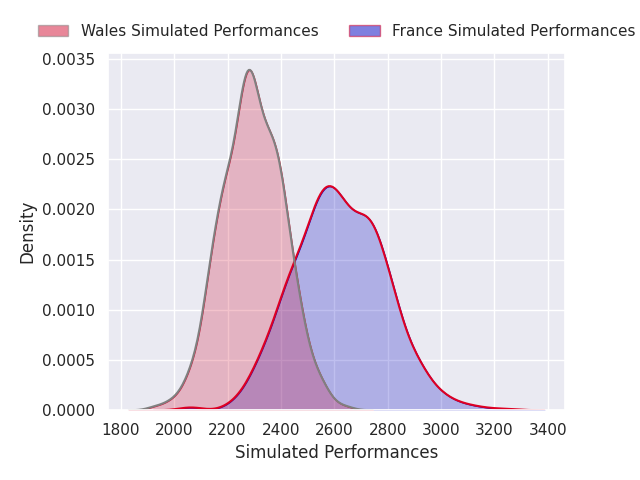 Wales Simulated Performances France Simulated Performances
0.0035
0.0030
0.0025
0.0020
0.0015
0.0010
0.0005
0.0000
Density
1800 2000 2200 2400 2600 2800 3000 3200 3400
Simulated Performances